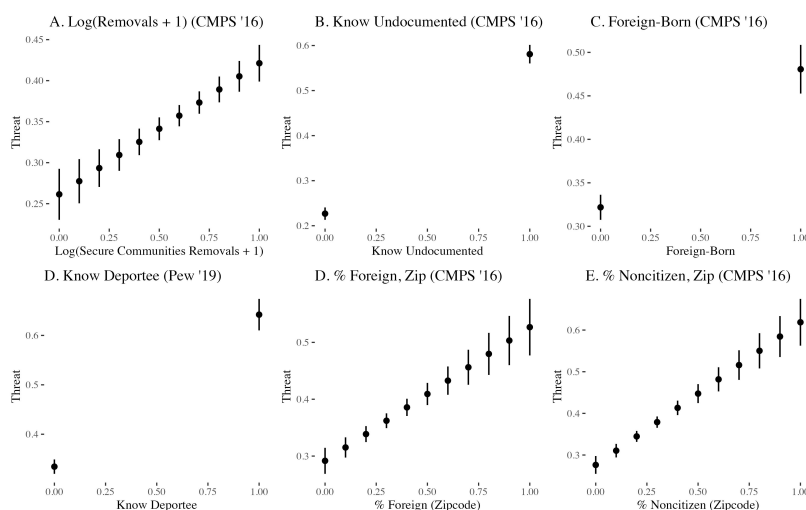 A. Log(Removals + 1) (CMPS '16)
0.45
0.40
0.35
0.30
0.25
Threat
0.00 0.25 0.50 0.75 1.00
Log(Secure Communities Removals + 1)
B. Know Undocumented (CMPS '16)
0.6
0.5
0.4
0.3
0.2
Threat
0.00 0.25 0.50 0.75 1.00
Know Undocumented
C. Foreign-Born (CMPS '16)
0.50
0.45
0.40
0.35
0.30
Threat
0.00 0.25 0.50 0.75 1.00
Foreign-Born
D. Know Deportee (Pew '19)
0.6
0.5
0.4
Threat
0.00 0.25 0.50 0.75 1.00
Know Deportee
D. % Foreign, Zip (CMPS '16)
0.5
0.4
0.3
Threat
0.00 0.25 0.50 0.75 1.00
% Foreign (Zipcode)
E. % Noncitizen, Zip (CMPS '16)
0.6
0.5
0.4
0.3
Threat
0.00 0.25 0.50 0.75 1.00
% Noncitizen (Zipcode)